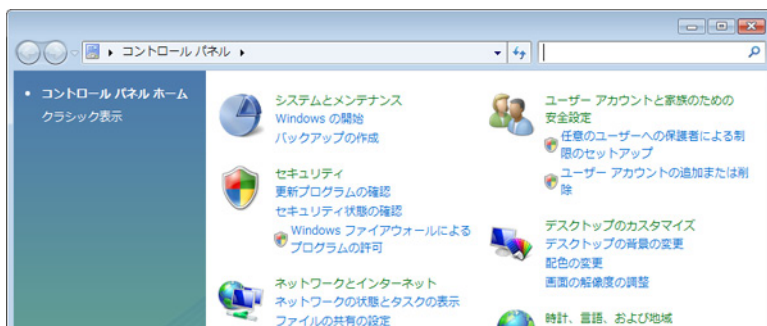 コントロール パネル
コントロール パネル ホーム
クラシック表示
システムとメンテナンス
Windows の開始
バックアップの作成
セキュリティ
更新プログラムの確認
セキュリティ状態の確認
Windows ファイアウォールによる
プログラムの許可
ネットワークとインターネット
ネットワークの状態とタスクの表示
ファイルの共有の設定
ユーザー アカウントと家族のための
安全設定
任意のユーザーへの保護者による制
限のセットアップ
ユーザー アカウントの追加または削
除
デスクトップのカスタマイズ
デスクトップの背景の変更
配色の変更
画面の解像度の調整
時計、言語、および地域